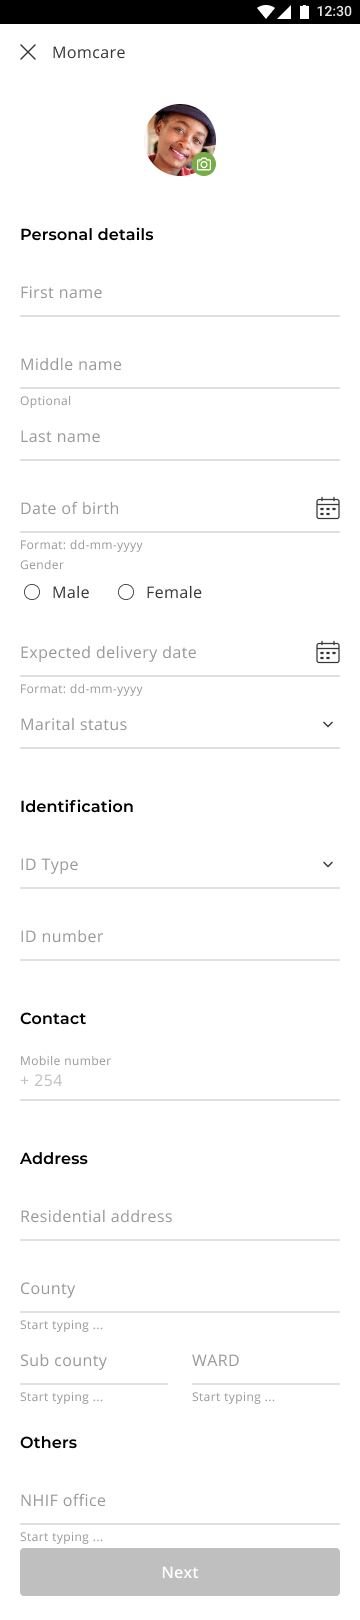 12:30
Momcare
Personal details
First name
Middle name
Optional
Last name
Date of birth
Format: dd-mm-yyyy
Gender
Male Female
Expected delivery date
Format: dd-mm-yyyy
Marital status
Identification
ID Type
ID number
Contact
Mobile number
+ 254
Address
Residential address
County
Start typing ...
Sub county WARD
Start typing ... Start typing ...
Others
NHIF office
Start typing ...
Next